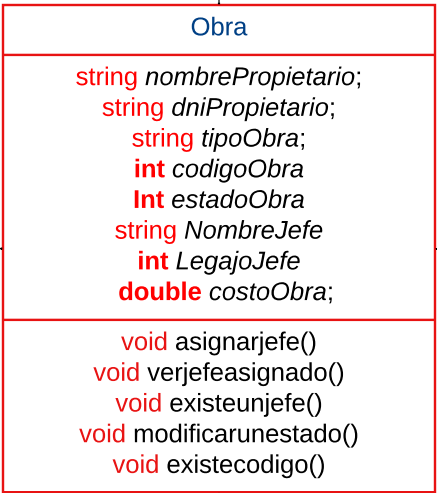 Obra
string nombrePropietario;
string dniPropietario;
string tipoObra;
int codigoObra
Int estadoObra
string NombreJefe
int LegajoJefe
double costoObra;
void asignarjefe()
void verjefeasignado()
void existeunjefe()
void modificarunestado()
void existecodigo()